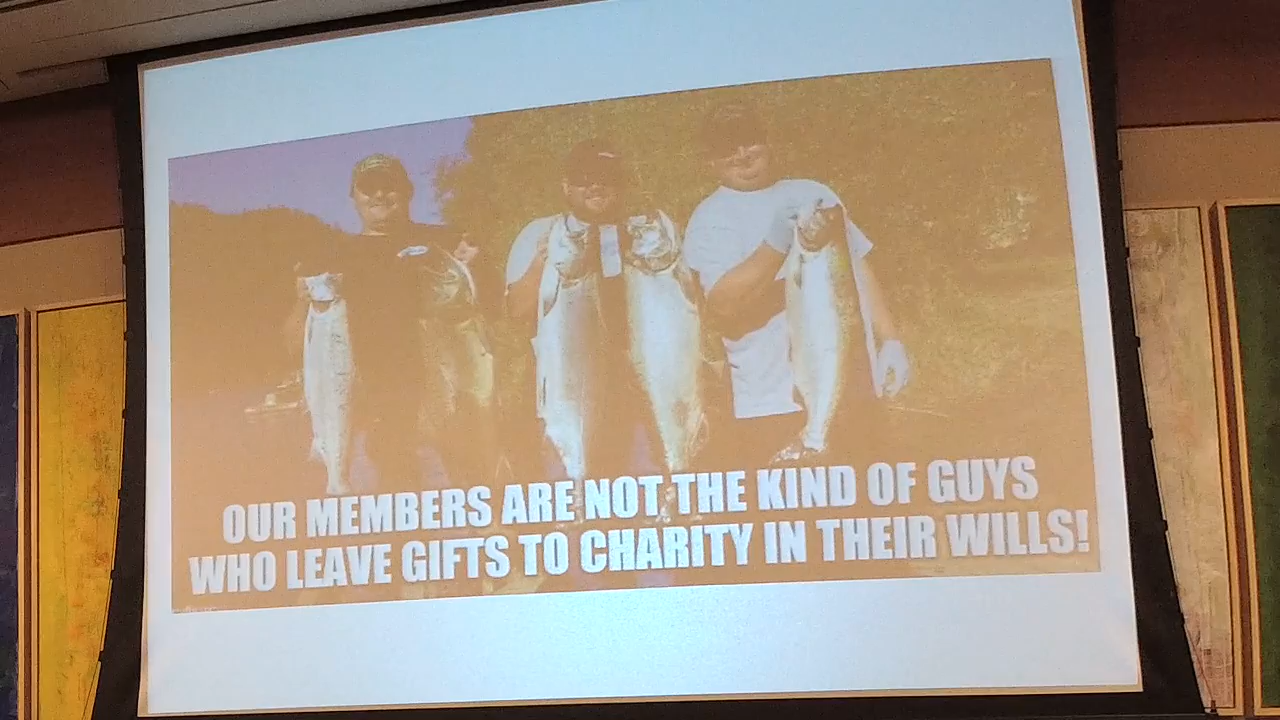 OUR MEMBERS ARE NOT THE KIND OF GUYS
WHO LEAVE GIFTS TO CHARITY IN THEIR WILLS!